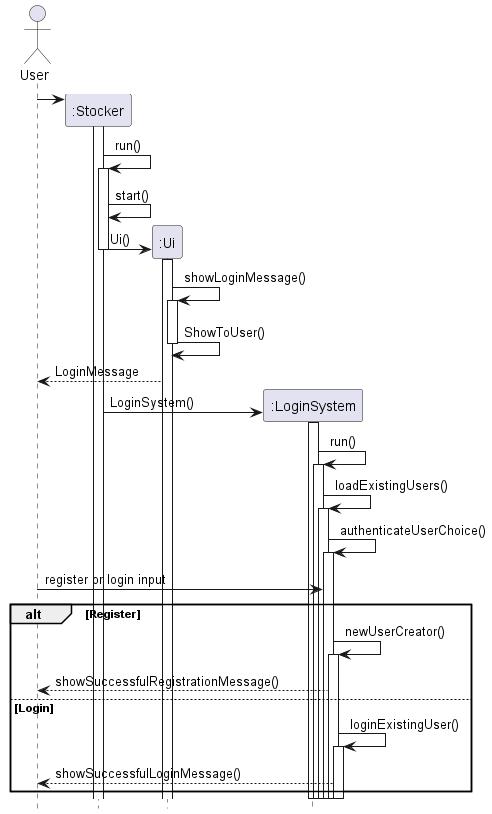 User
:Stocker
run()
start()
Ui()
:Ui
showLoginMessage()
ShowToUser()
LoginMessage
LoginSystem()
:LoginSystem
run()
loadExistingUsers()
authenticateUserChoice()
register or login input
alt [Register]
newUserCreator()
showSuccessfulRegistrationMessage()
[Login]
loginExistingUser()
showSuccessfulLoginMessage()